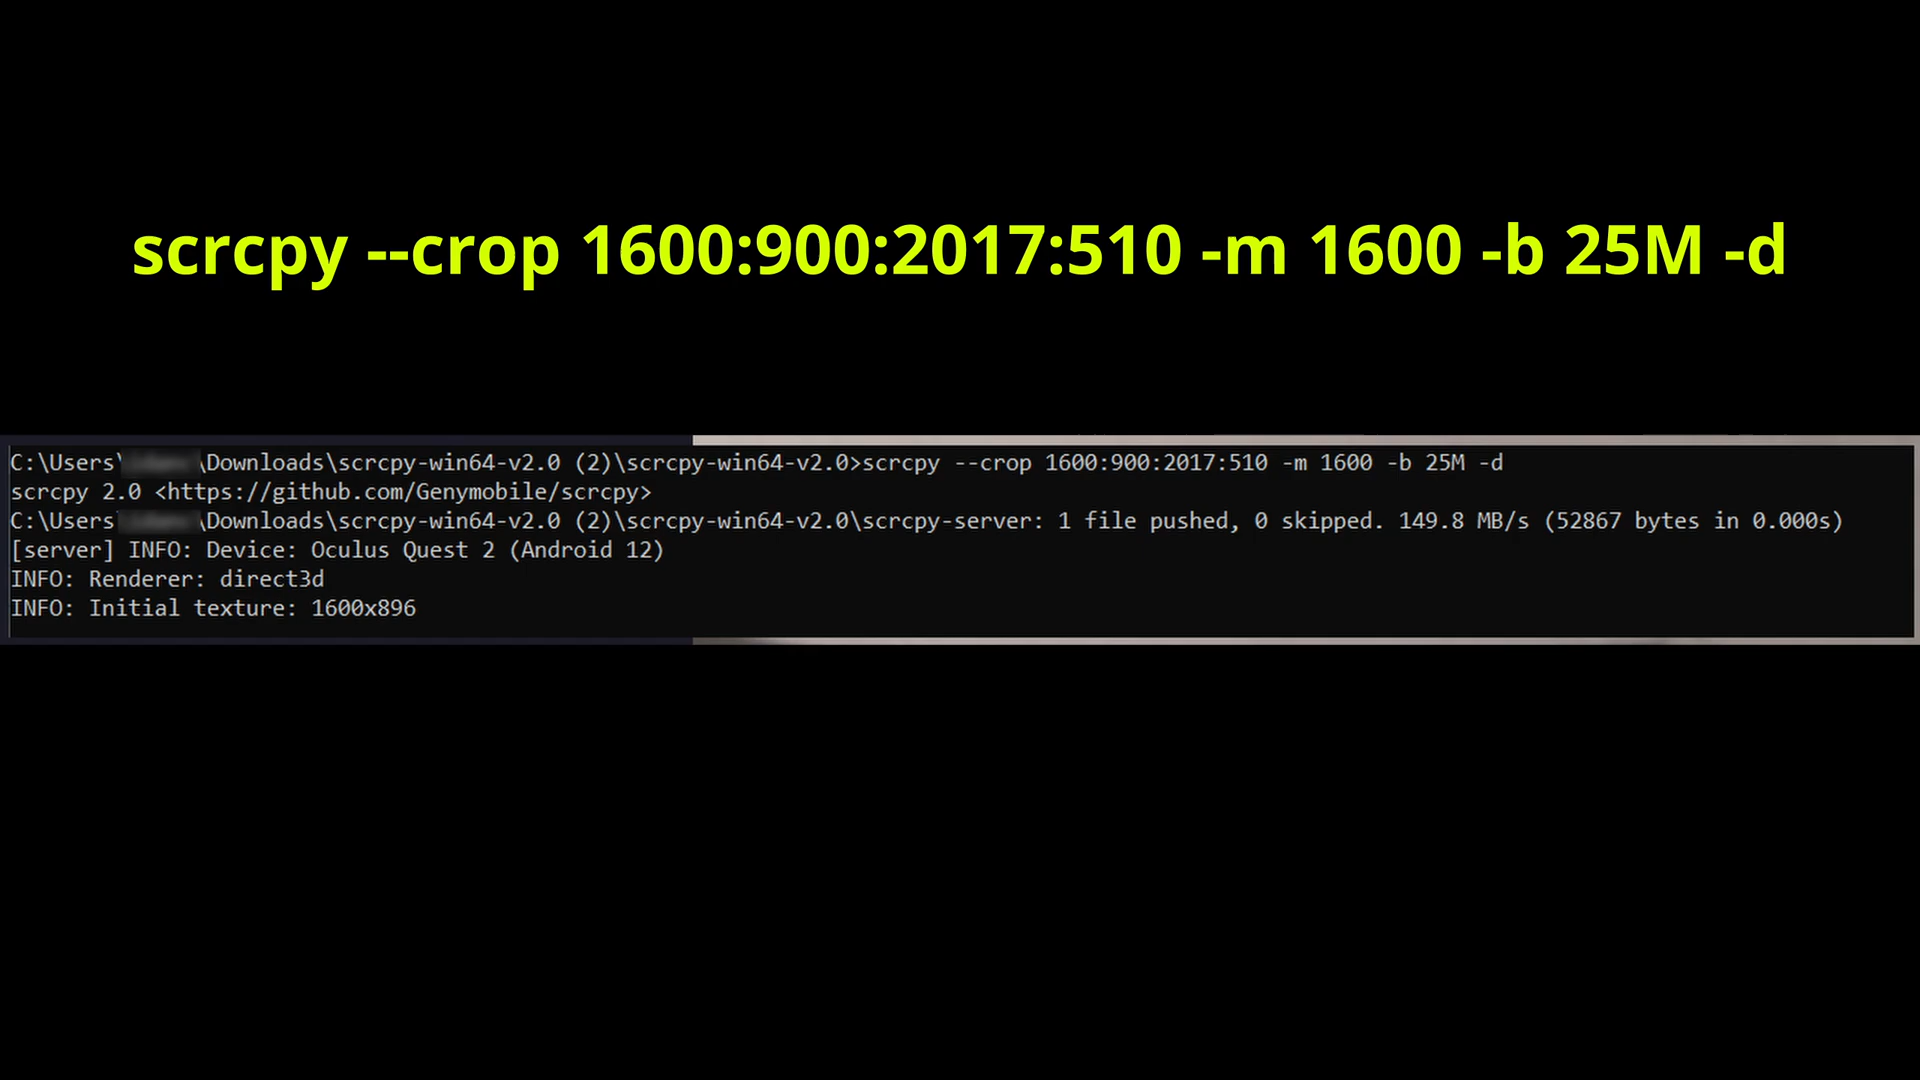 scrcpy --crop 1600:900:2017:510 -m 1600 -b 25M -d
C:\Users\ \Downloads\scrcpy-win64-v2.0 (2)\scrcpy-win64-v2.0>scrcpy --crop 1600:900:2017:510 -m 1600 -b 25M -d
scrcpy 2.0 <https://github.com/Genymobile/scrcpy>
C:\Users\ \Downloads\scrcpy-win64-v2.0 (2)\scrcpy-win64-v2.0\scrcpy-server: 1 file pushed, 0 skipped. 149.8 MB/s (52867 bytes in 0.000s)
[server] INFO: Device: Oculus Quest 2 (Android 12)
INFO: Renderer: direct3d
INFO: Initial texture: 1600x896